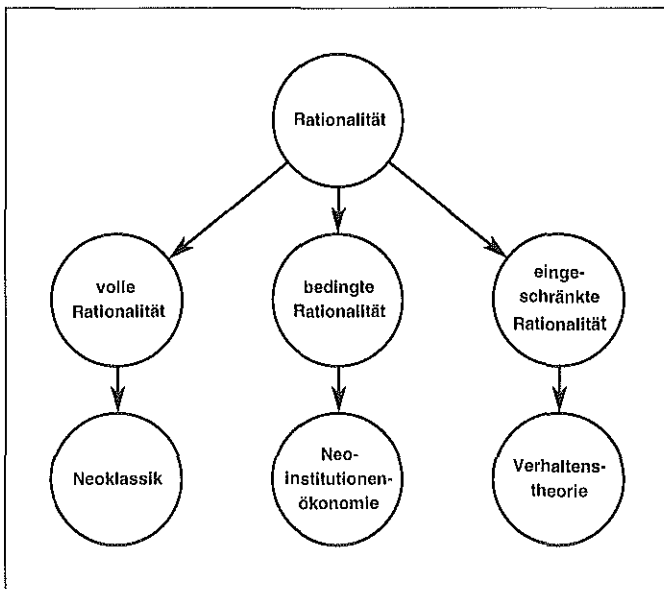 Rationalität
volle
Rationalität
bedingte
Rationalität
einge-
schränkte
Rationalität
Neoklassik
Neo-
institutionen-
ökonomie
Verhaltens-
theorie